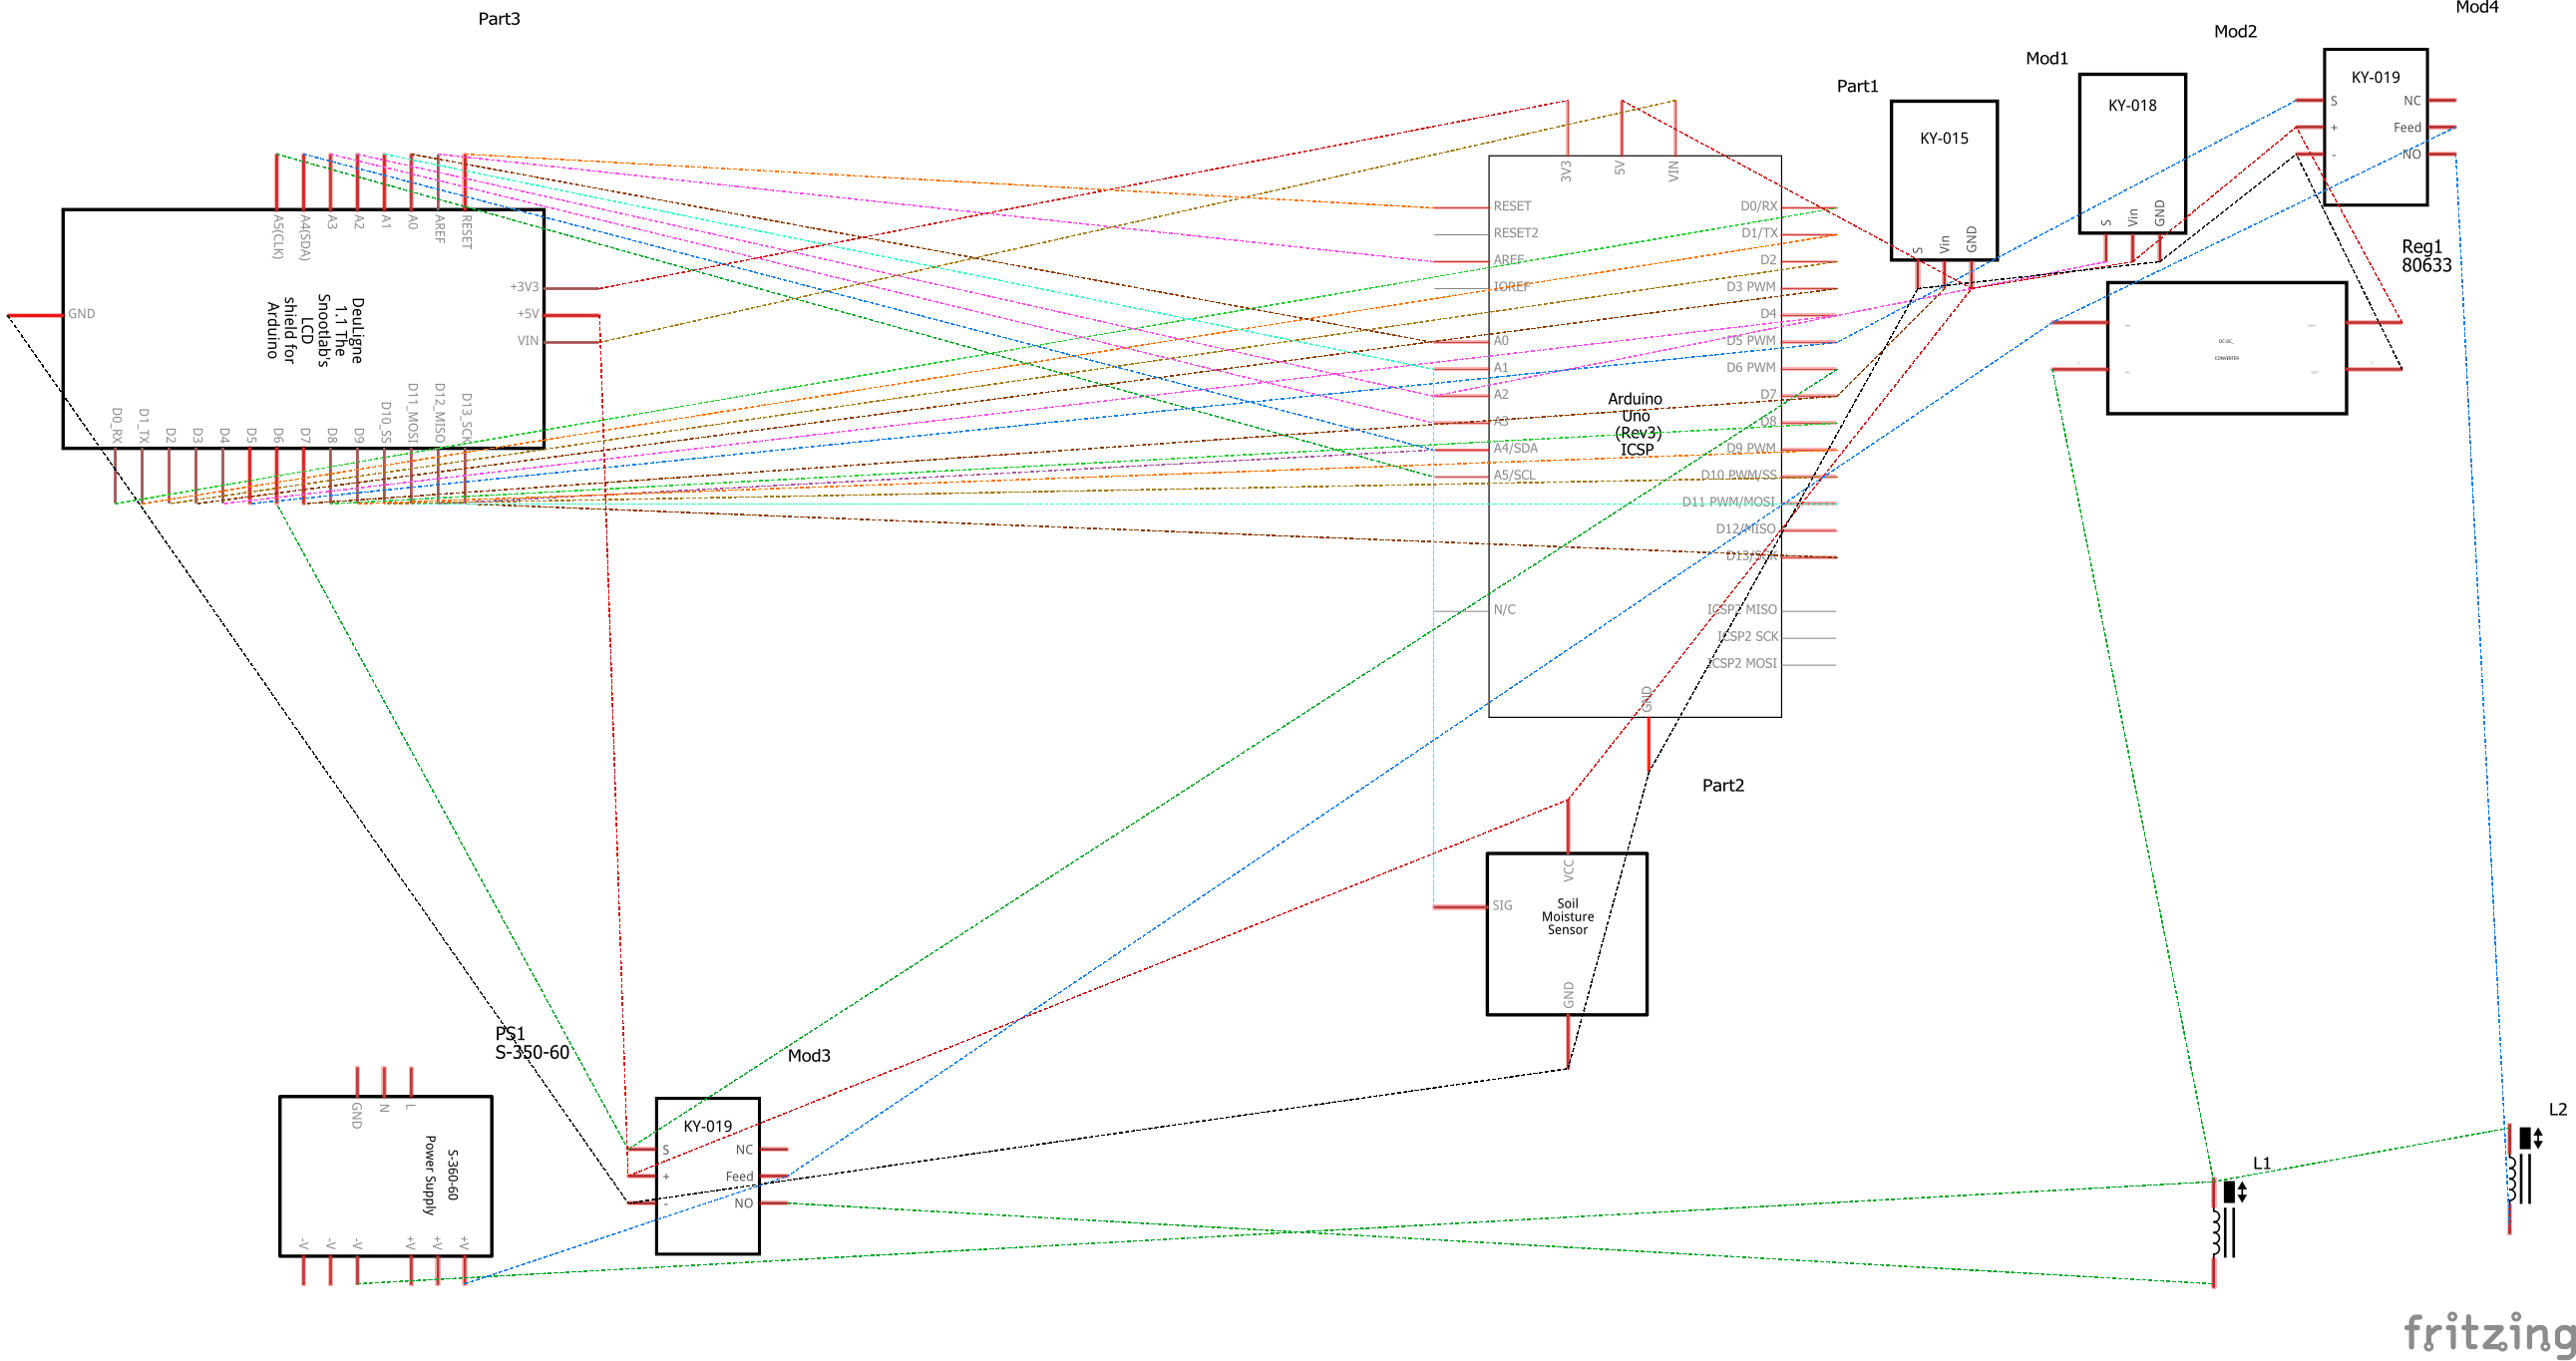 Part3
A5(CLK)
A4(SDA)
A3
A2
A1
A0
AREF
RESET
GND
DeuLigne
1.1 The
Snootlab's
LCD
shield for
Arduino
+3V3
+5V
VIN
D0_RX
D1_TX
D2
D3
D4
D5
D6
D7
D8
D9
D10_SS
D11_MOSI
D12_MISO
D13_SCK
3V3
5V
VIN
RESET
RESET2
AREF
IOREF
A0
A1
A2
A3
A4/SDA
A5/SCL
N/C
Arduino
Uno
(Rev3)
ICSP
D0/RX
D1/TX
D2
D3 PWM
D4
D5 PWM
D6 PWM
D7
D8
D9 PWM
D10 PWM/SS
D11 PWM/MOSI
D12/MISO
D13/SCK
ICSP2 MISO
ICSP2 SCK
ICSP2 MOSI
GND
Part1
KY-015
S
Vin
GND
Mod1
KY-018
S
Vin
GND
Mod2
Mod4
KY-019
S
+
-
NC
Feed
NO
Reg1
80633
DC-DC_
CONVERTER
Part2
VCC
SIG
Soil
Moisture
Sensor
GND
PS1
S-350-60
GND
N
L
S-360-60
Power Supply
-V
-V
-V
+V
+V
+V
Mod3
KY-019
S
+
-
NC
Feed
NO
L1
L2
fritzing